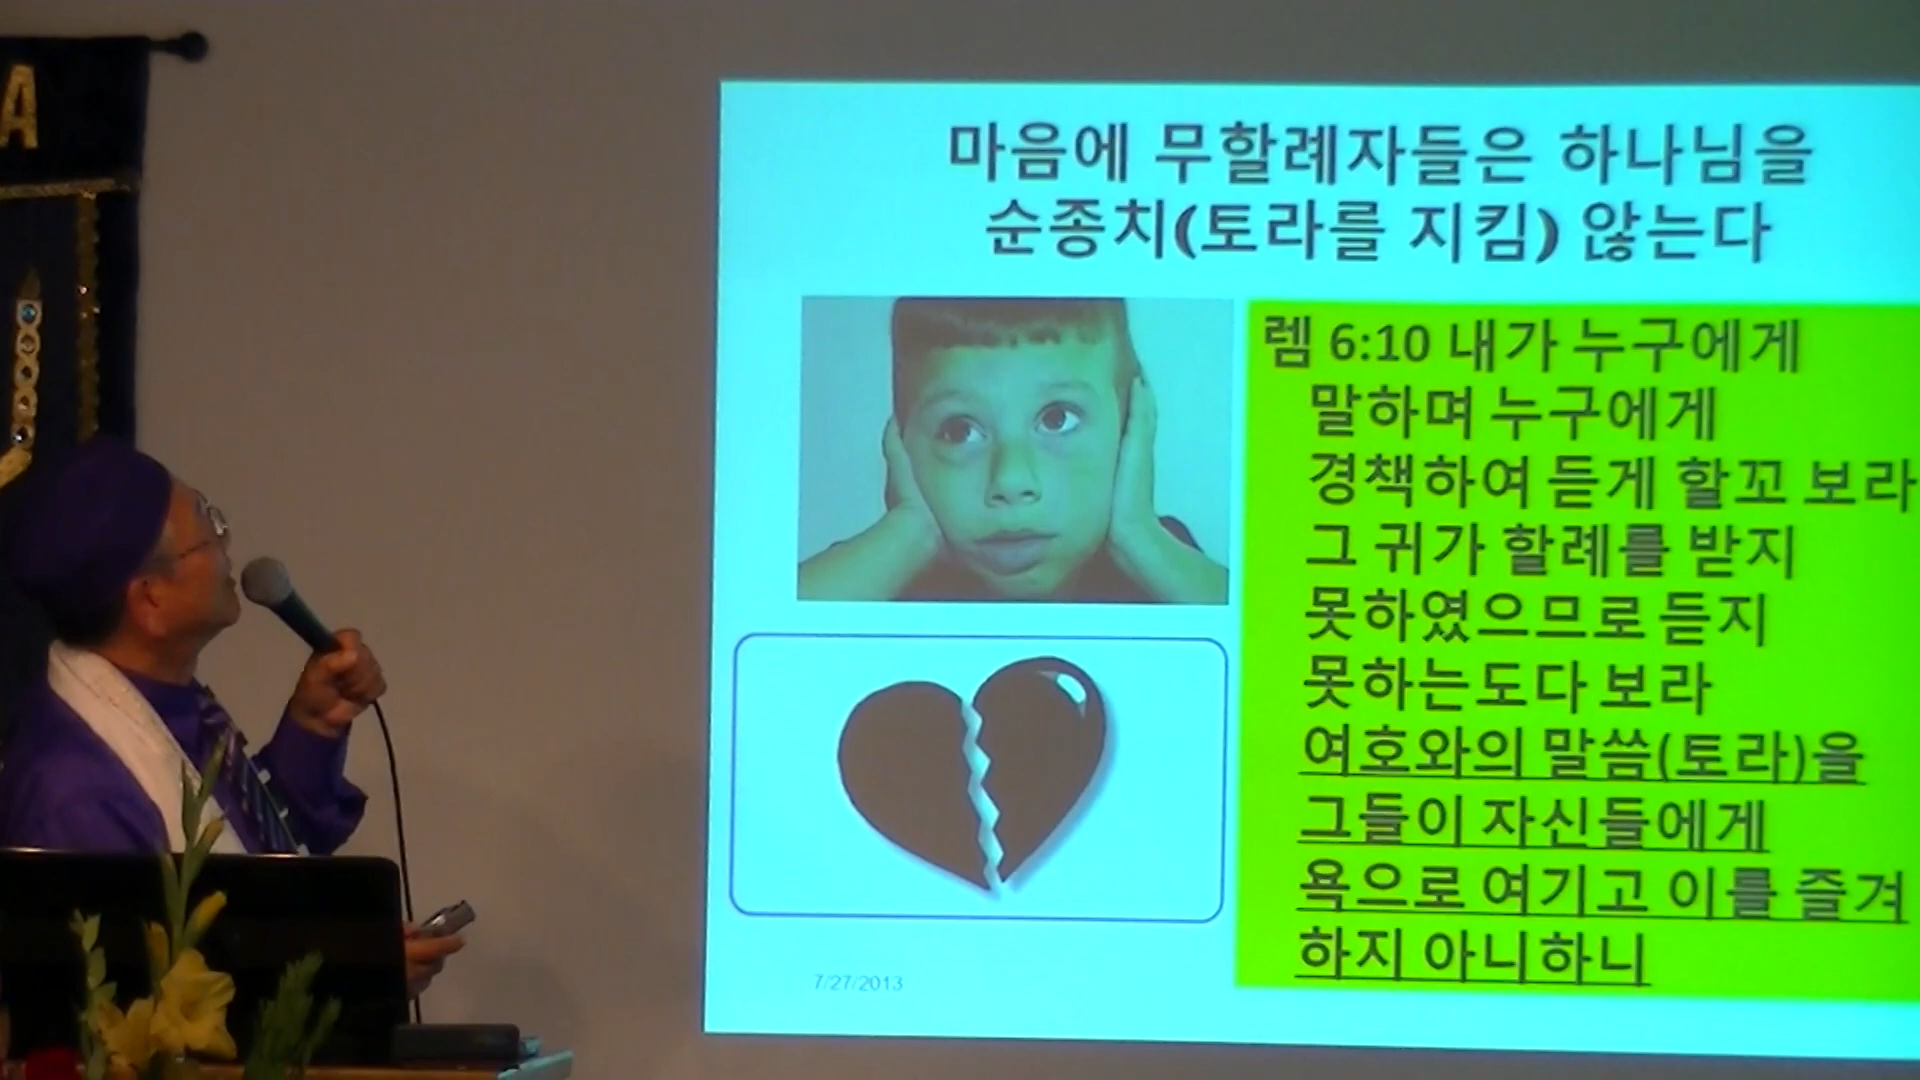 A
마음에 무할례자들은 하나님을
순종치(토라를 지킴) 않는다
렘 6:10 내가 누구에게
말하며 누구에게
경책하여 듣게 할꼬 보라
그 귀가 할례를 받지
못하였으므로 듣지
못하는도다 보라
여호와의 말씀(토라)을
그들이 자신들에게
욕으로 여기고 이를 즐겨
하지 아니하니
7/27/2013